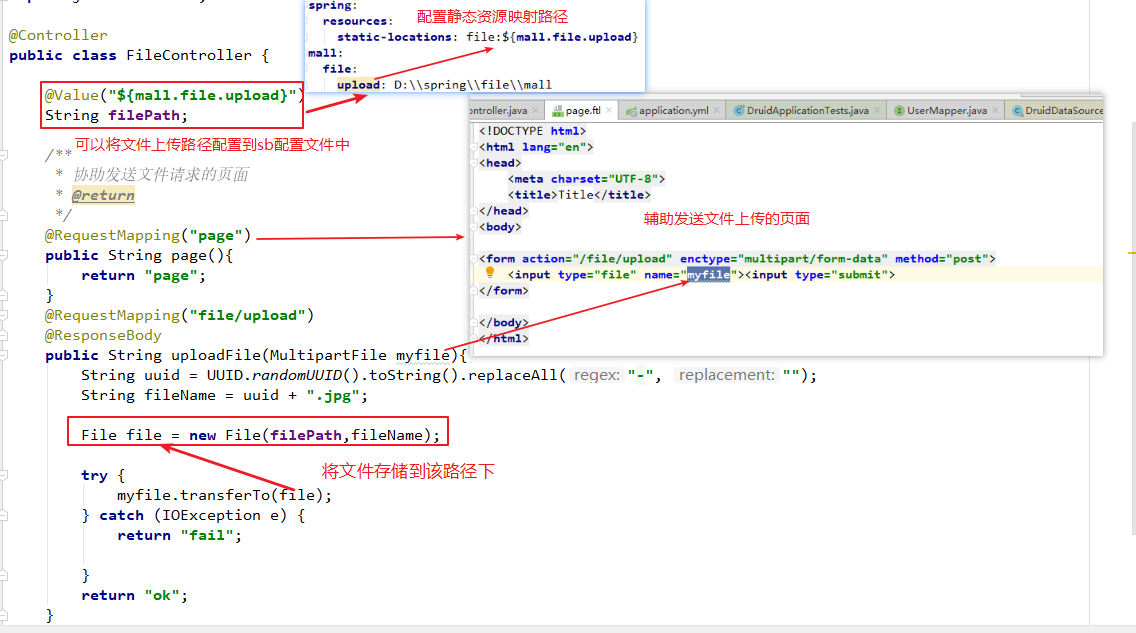 @Controller
public class FileController {
@Value("${mall.file.upload}")
String filePath;
可以将文件上传路径配置到sb配置文件中
/**
* 协助发送文件请求的页面
* @return
*/
@RequestMapping("page")
public String page(){
return "page";
}
@RequestMapping("file/upload")
@ResponseBody
public String uploadFile(MultipartFile myfile){
String uuid = UUID.randomUUID().toString().replaceAll( regex: "-", replacement: "");
String fileName = uuid + ".jpg";
File file = new File(filePath,fileName);
将文件存储到该路径下
try {
myfile.transferTo(file);
} catch (IOException e) {
return "fail";
}
return "ok";
}
spring:
配置静态资源映射路径
resources:
static-locations: file:${mall.file.upload}
mall:
file:
upload: D:\\spring\\file\\mall
ontroller.java
page.ftl
application.yml
DruidApplicationTests.java
UserMapper.java
DruidDataSource
<!DOCTYPE html>
<html lang="en">
<head>
<meta charset="UTF-8">
<title>Title</title>
</head>
辅助发送文件上传的页面
<body>
<form action="/file/upload" enctype="multipart/form-data" method="post">
<input type="file" name="myfile"><input type="submit">
</form>
</body>
</html>